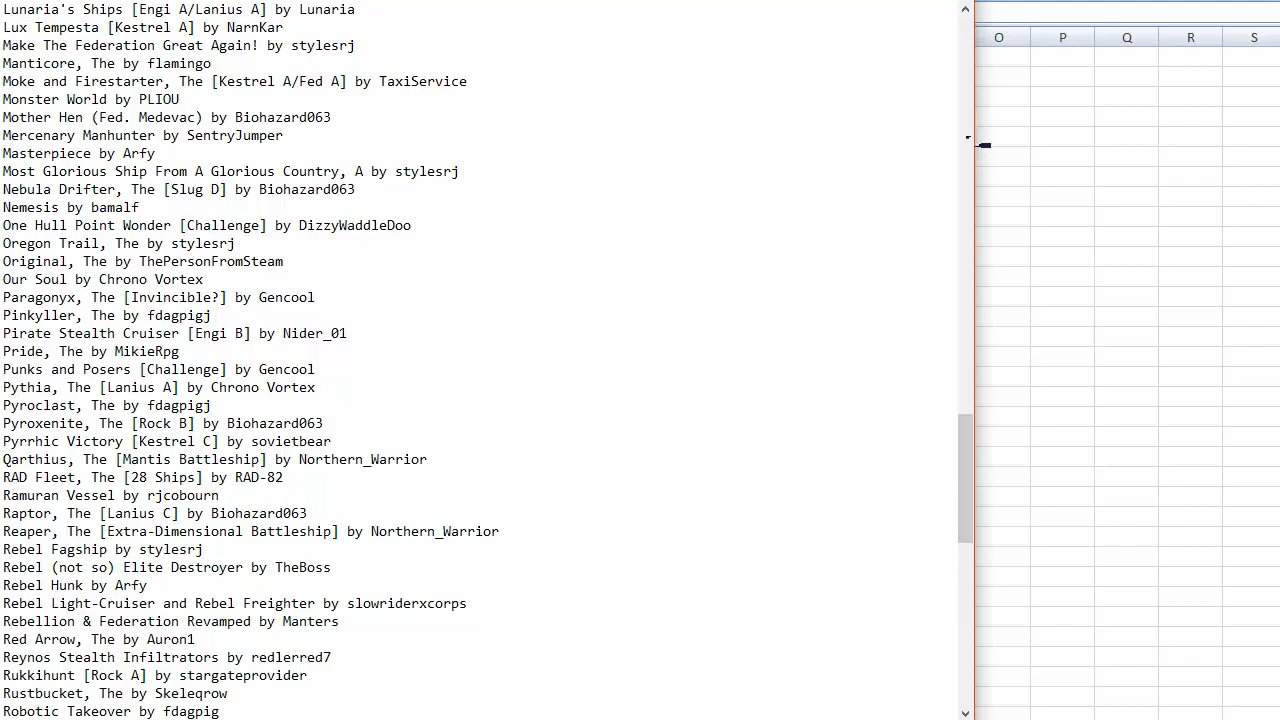 Lunaria's Ships [Engi A/Lanius A] by Lunaria
Lux Tempesta [Kestrel A] by NarnKar
Make The Federation Great Again! by stylesrj
Manticore, The by flamingo
Moke and Firestarter, The [Kestrel A/Fed A] by TaxiService
Monster World by PLIOU
Mother Hen (Fed. Medevac) by Biohazard063
Mercenary Manhunter by SentryJumper
Masterpiece by Arfy
Most Glorious Ship From A Glorious Country, A by stylesrj
Nebula Drifter, The [Slug D] by Biohazard063
Nemesis by bamalf
One Hull Point Wonder [Challenge] by DizzyWaddleDoo
Oregon Trail, The by stylesrj
Original, The by ThePersonFromSteam
Our Soul by Chrono Vortex
Paragonyx, The [Invincible?] by Gencool
Pinkyller, The by fdagpigj
Pirate Stealth Cruiser [Engi B] by Nider_01
Pride, The by MikieRpg
Punks and Posers [Challenge] by Gencool
Pythia, The [Lanius A] by Chrono Vortex
Pyroclast, The by fdagpigj
Pyroxenite, The [Rock B] by Biohazard063
Pyrrhic Victory [Kestrel C] by sovietbear
Qarthius, The [Mantis Battleship] by Northern_Warrior
RAD Fleet, The [28 Ships] by RAD-82
Ramuran Vessel by rjcobourn
Raptor, The [Lanius C] by Biohazard063
Reaper, The [Extra-Dimensional Battleship] by Northern_Warrior
Rebel Fagship by stylesrj
Rebel (not so) Elite Destroyer by TheBoss
Rebel Hunk by Arfy
Rebel Light-Cruiser and Rebel Freighter by slowriderxcorps
Rebellion & Federation Revamped by Manters
Red Arrow, The by Auron1
Reynos Stealth Infiltrators by redlerred7
Rukkihunt [Rock A] by stargateprovider
Rustbucket, The by Skeleqrow
Robotic Takeover by fdagpig
O P Q R S